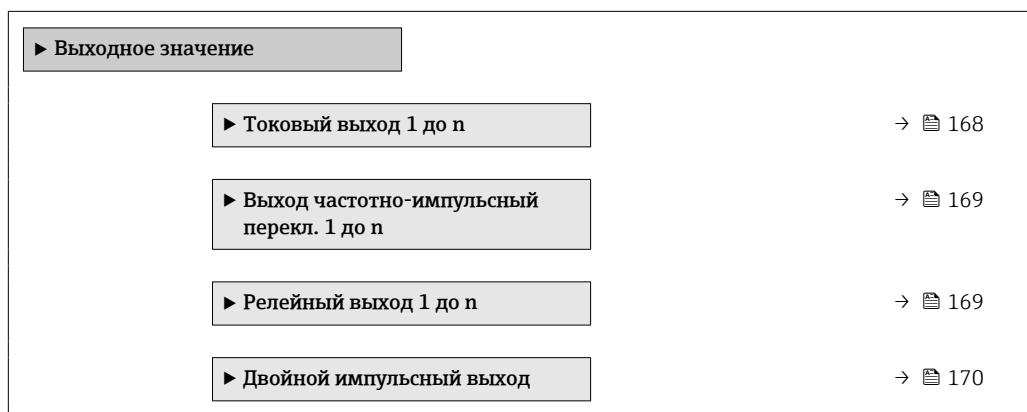 ▶ Выходное значение
▶ Токовый выход 1 до n → 168
▶ Выход частотно-импульсный
перекл. 1 до n → 169
▶ Релейный выход 1 до n → 169
▶ Двойной импульсный выход → 170